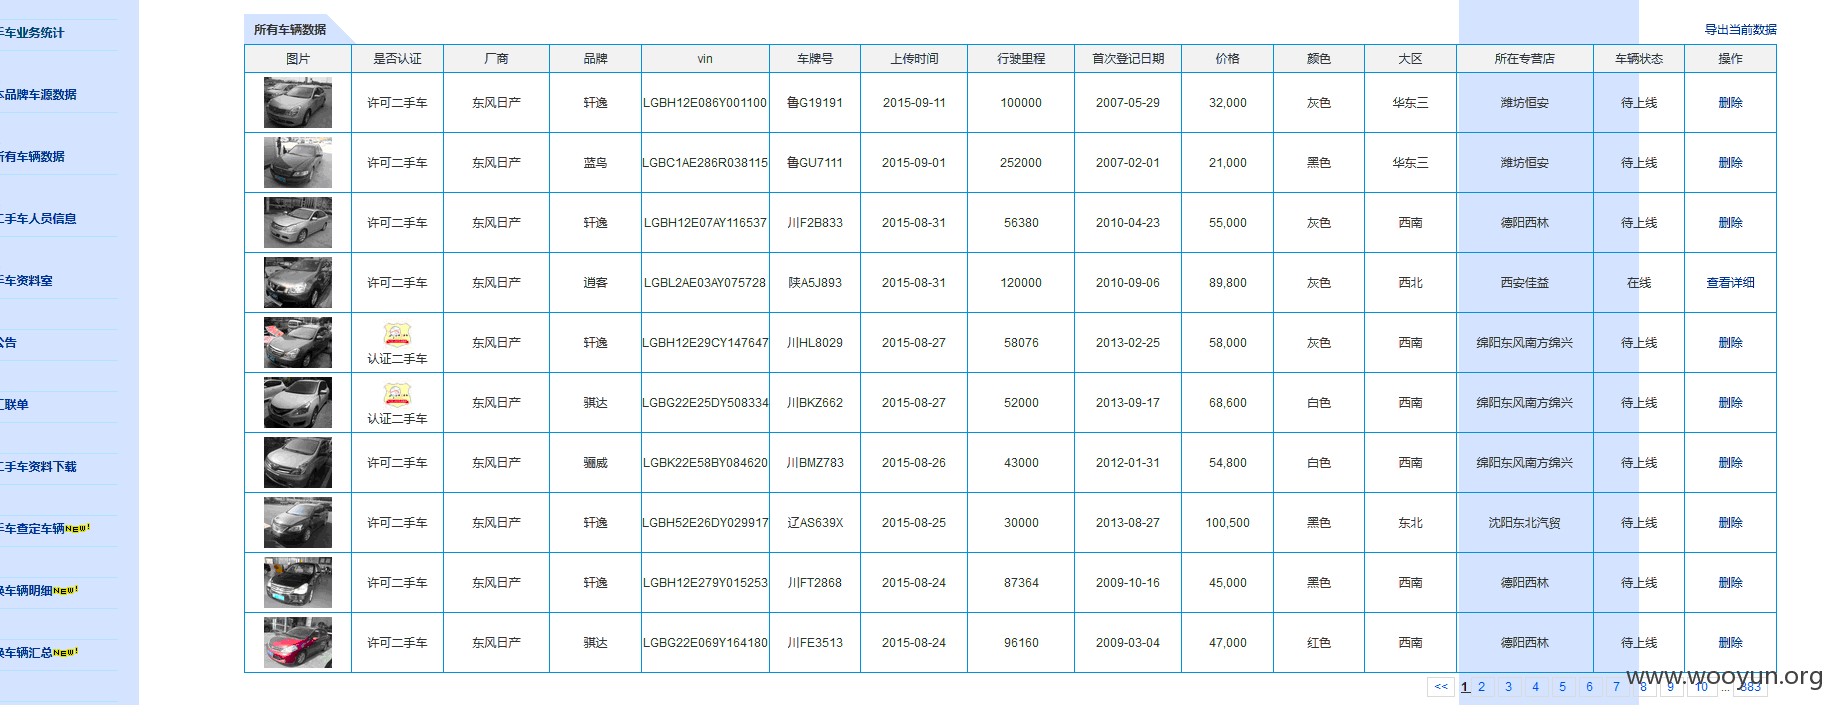 手车业务统计
本品牌车源数据
所有车辆数据
二手车人员信息
手车资料室
公告
汇联单
二手车资料下载
手车查定车辆NEW!
换车辆明细NEW!
换车辆汇总NEW!
所有车辆数据 导出当前数据
图片 是否认证 厂商 品牌 vin 车牌号 上传时间 行驶里程 首次登记日期 价格 颜色 大区 所在专营店 车辆状态 操作
许可二手车 东风日产 轩逸 LGBH12E086Y001100 鲁G19191 2015-09-11 100000 2007-05-29 32,000 灰色 华东三 潍坊恒安 待上线 删除
许可二手车 东风日产 蓝鸟 LGBC1AE286R038115 鲁GU7111 2015-09-01 252000 2007-02-01 21,000 黑色 华东三 潍坊恒安 待上线 删除
许可二手车 东风日产 轩逸 LGBH12E07AY116537 川F2B833 2015-08-31 56380 2010-04-23 55,000 灰色 西南 德阳西林 待上线 删除
许可二手车 东风日产 逍客 LGBL2AE03AY075728 陕A5J893 2015-08-31 120000 2010-09-06 89,800 灰色 西北 西安佳益 在线 查看详细
认证二手车 东风日产 轩逸 LGBH12E29CY147647 川HL8029 2015-08-27 58076 2013-02-25 58,000 灰色 西南 绵阳东风南方绵兴 待上线 删除
认证二手车 东风日产 骐达 LGBG22E25DY508334 川BKZ662 2015-08-27 52000 2013-09-17 68,600 白色 西南 绵阳东风南方绵兴 待上线 删除
许可二手车 东风日产 骊威 LGBK22E58BY084620 川BMZ783 2015-08-26 43000 2012-01-31 54,800 白色 西南 绵阳东风南方绵兴 待上线 删除
许可二手车 东风日产 轩逸 LGBH52E26DY029917 辽AS639X 2015-08-25 30000 2013-08-27 100,500 黑色 东北 沈阳东北汽贸 待上线 删除
许可二手车 东风日产 轩逸 LGBH12E279Y015253 川FT2868 2015-08-24 87364 2009-10-16 45,000 黑色 西南 德阳西林 待上线 删除
许可二手车 东风日产 骐达 LGBG22E069Y164180 川FE3513 2015-08-24 96160 2009-03-04 47,000 红色 西南 德阳西林 待上线 删除
<< 1 2 3 4 5 6 7 8 9 10 ... 883
www.wooyun.org